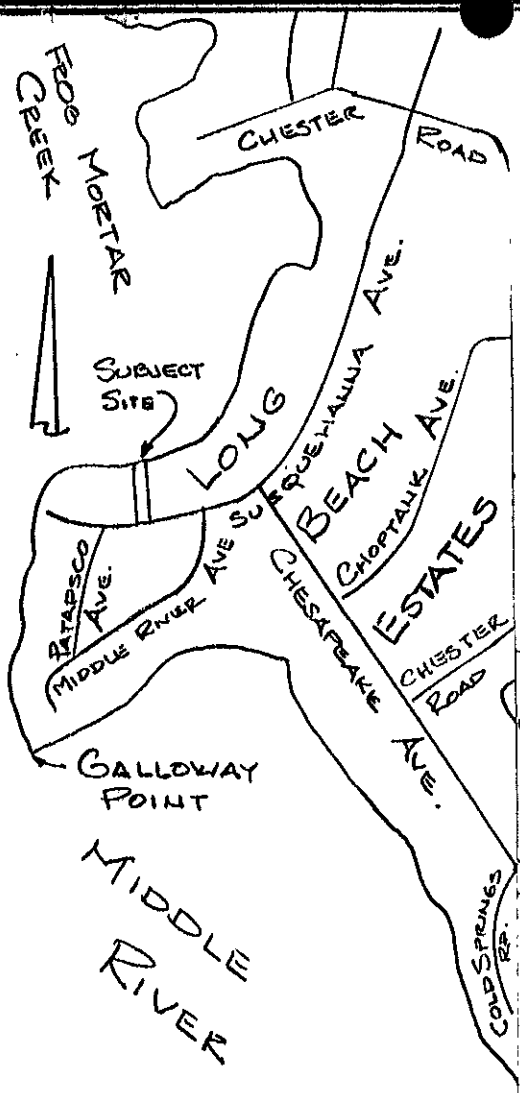 FROG MORTAR
CREEK
CHESTER
ROAD
SUBJECT
SITE
LONG
BEACH
ESTATES
SUSQUEHANNA AVE.
CHOPTANK AVE.
CHESTER
ROAD
PATAPSCO
AVE.
MIDDLE RIVER AVE
CHESAPEAKE AVE.
GALLOWAY
POINT
MIDDLE
RIVER
COLD SPRINGS
RD.